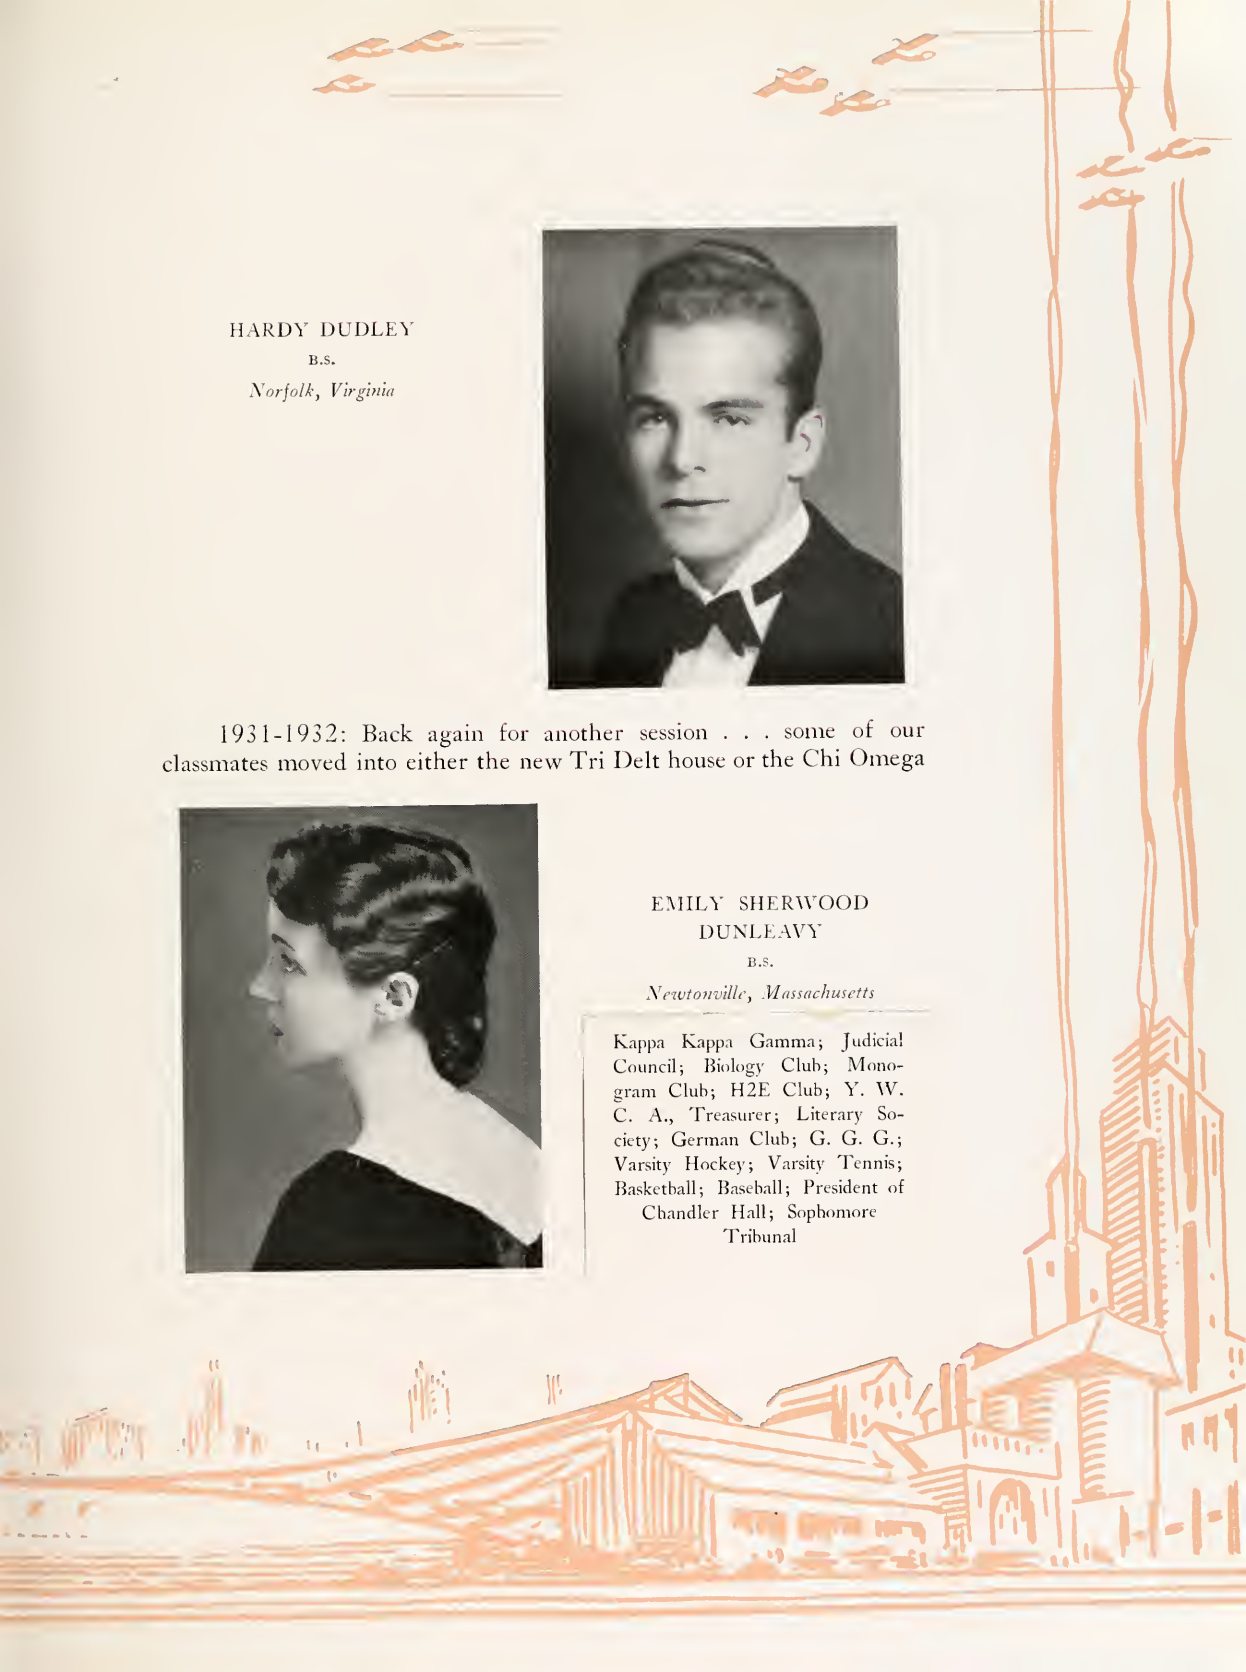 HARDY DUDLEY
B.S.
Norfolk, Virginia
1931-1932: Back again for another session . . . some of our
classmates moved into either the new Tri Delt house or the Chi Omega
EMILY SHERWOOD
DUNLEAVY
B.S.
Newtonville, Massachusetts
Kappa Kappa Gamma; Judicial
Council; Biology Club; Mono-
gram Club; H2E Club; Y. W.
C. A., Treasurer; Literary So-
ciety; German Club; G. G. G.;
Varsity Hockey; Varsity Tennis;
Basketball; Baseball; President of
Chandler Hall; Sophomore
Tribunal